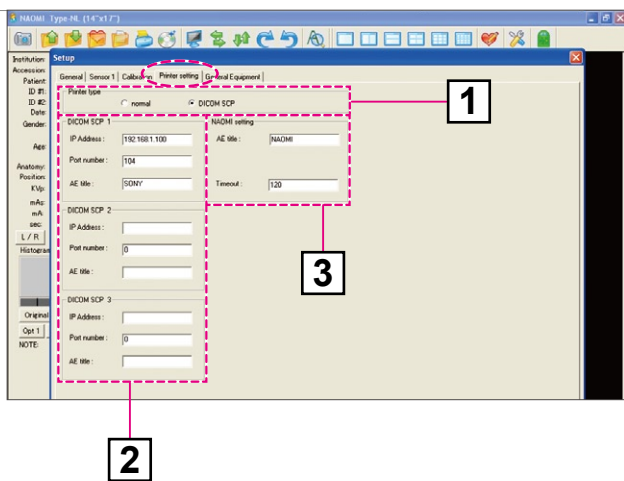 NAOMI Type-NL (14"x17")
Setup
Institution:
Accession
Patient
ID #1:
ID #2
Date
Gender:
Age:
Anatomy:
Position:
KVp:
mAs:
mA:
sec:
L / R
Histogram
Original
Opt 1
NOTE:
General Sensor 1 Calibration Printer setting General Equipment
Printer type
normal DICOM SCP
DICOM SCP 1
IP Address : 192.168.1.100
Port number : 104
AE title : SONY
NAOMI setting
AE title : NAOMI
Timeout : 120
DICOM SCP 2
IP Address :
Port number : 0
AE title :
DICOM SCP 3
IP Address :
Port number : 0
AE title :
1
3
2